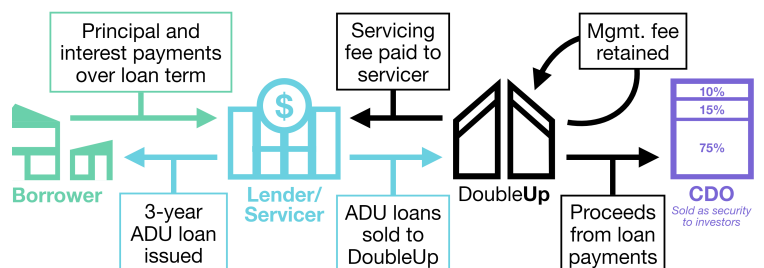 Principal and
interest payments
over loan term
Servicing
fee paid to
servicer
Mgmt. fee
retained
$
10%
15%
75%
Borrower
Lender/
Servicer
DoubleUp
CDO
Sold as security
to investors
3-year
ADU loan
issued
ADU loans
sold to
DoubleUp
Proceeds
from loan
payments